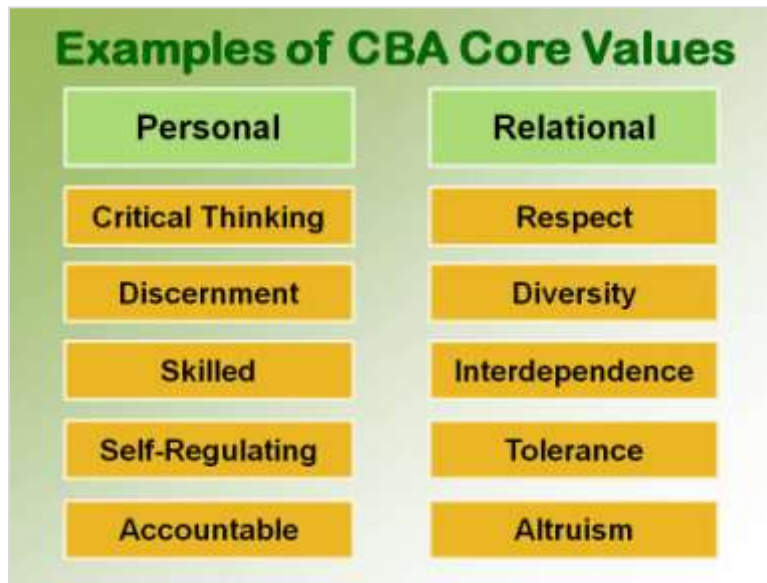 Examples of CBA Core Values
Personal
Relational
Critical Thinking
Respect
Discernment
Diversity
Skilled
Interdependence
Self-Regulating
Tolerance
Accountable
Altruism